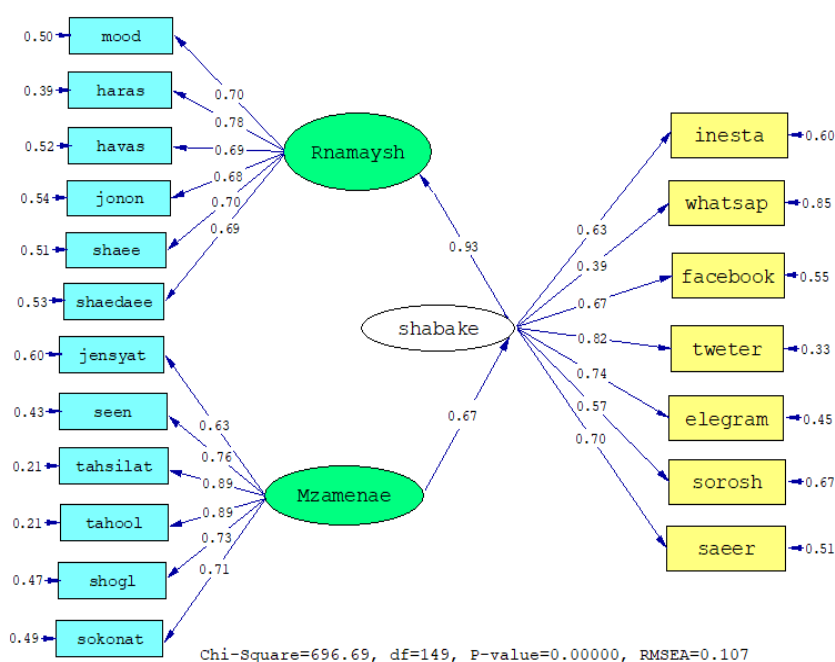 0.50 mood
0.39 haras
0.52 havas
0.54 jonon
0.51 shaee
0.53 shaedaee
0.60 jensyat
0.43 seen
0.21 tahsilat
0.21 tahool
0.47 shogl
0.49 sokonat
0.70
0.78
0.69
0.68
0.70
0.69
Rnamaysh
0.93
shabake
0.67
0.63
0.76
0.89
0.89
0.73
0.71
Mzamenae
0.63
0.39
0.67
0.82
0.74
0.57
0.70
inesta 0.60
whatsap 0.85
facebook 0.55
tweter 0.33
elegram 0.45
sorosh 0.67
saeer 0.51
Chi-Square=696.69, df=149, P-value=0.00000, RMSEA=0.107